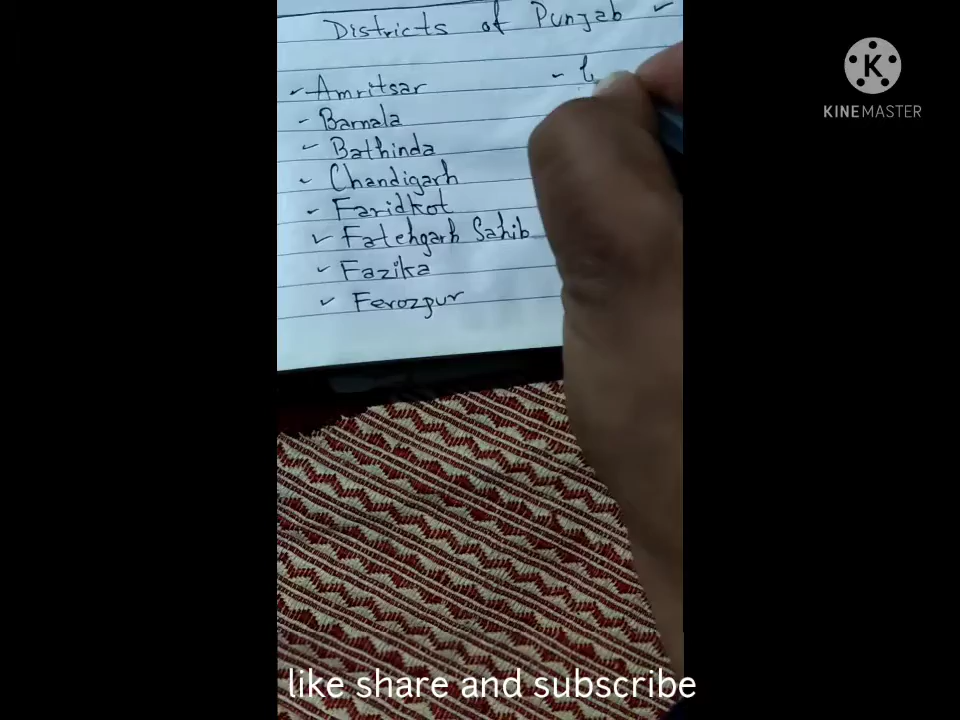 Districts of Punjab
Amritsar
Barnala
Bathinda
Chandigarh
Faridkot
Fatehgarh Sahib
Fazika
Ferozpur
KINEMASTER
like share and subscribe